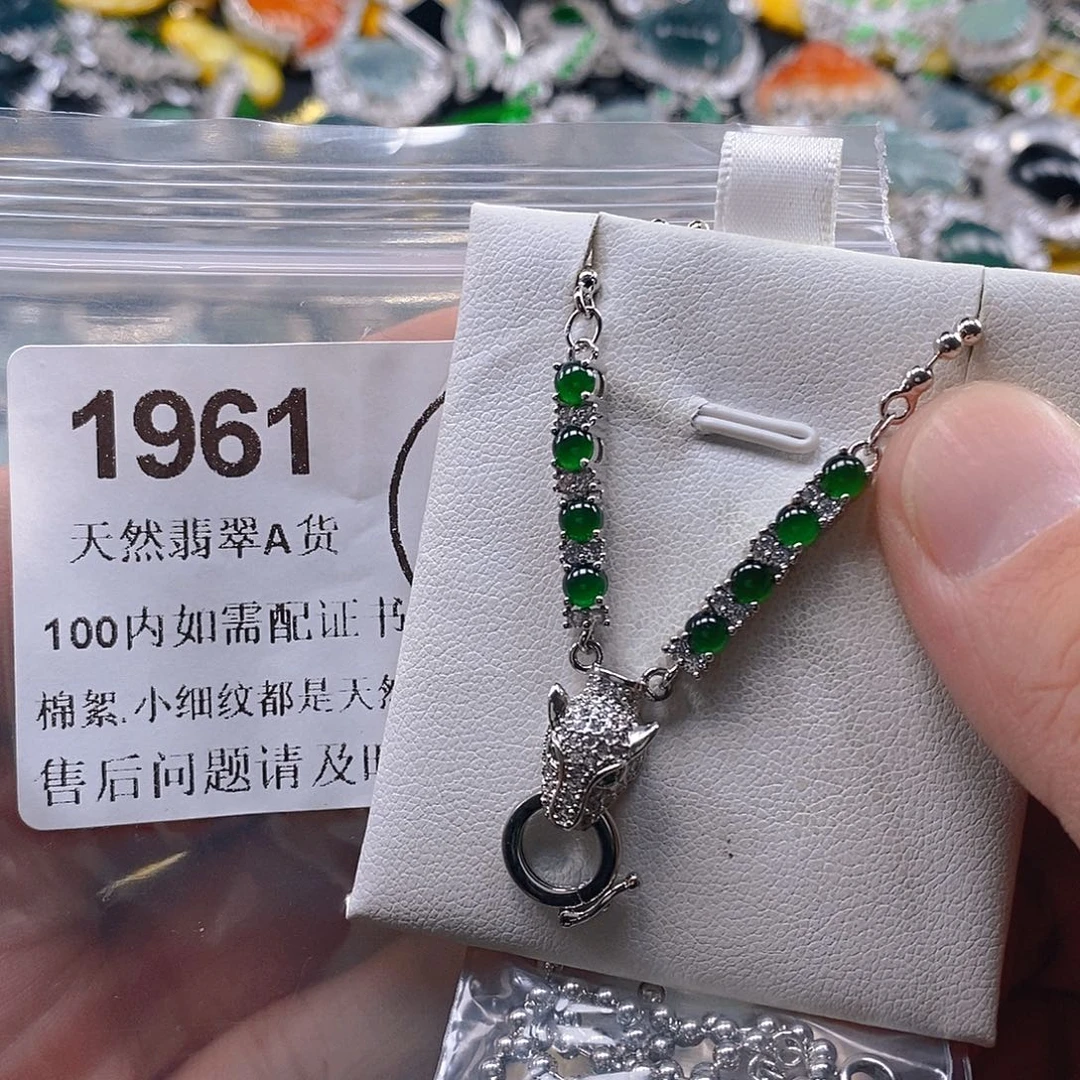 1961
天然翡翠A货
100内如需配证书
棉絮.小细纹都是天然
售后问题请及